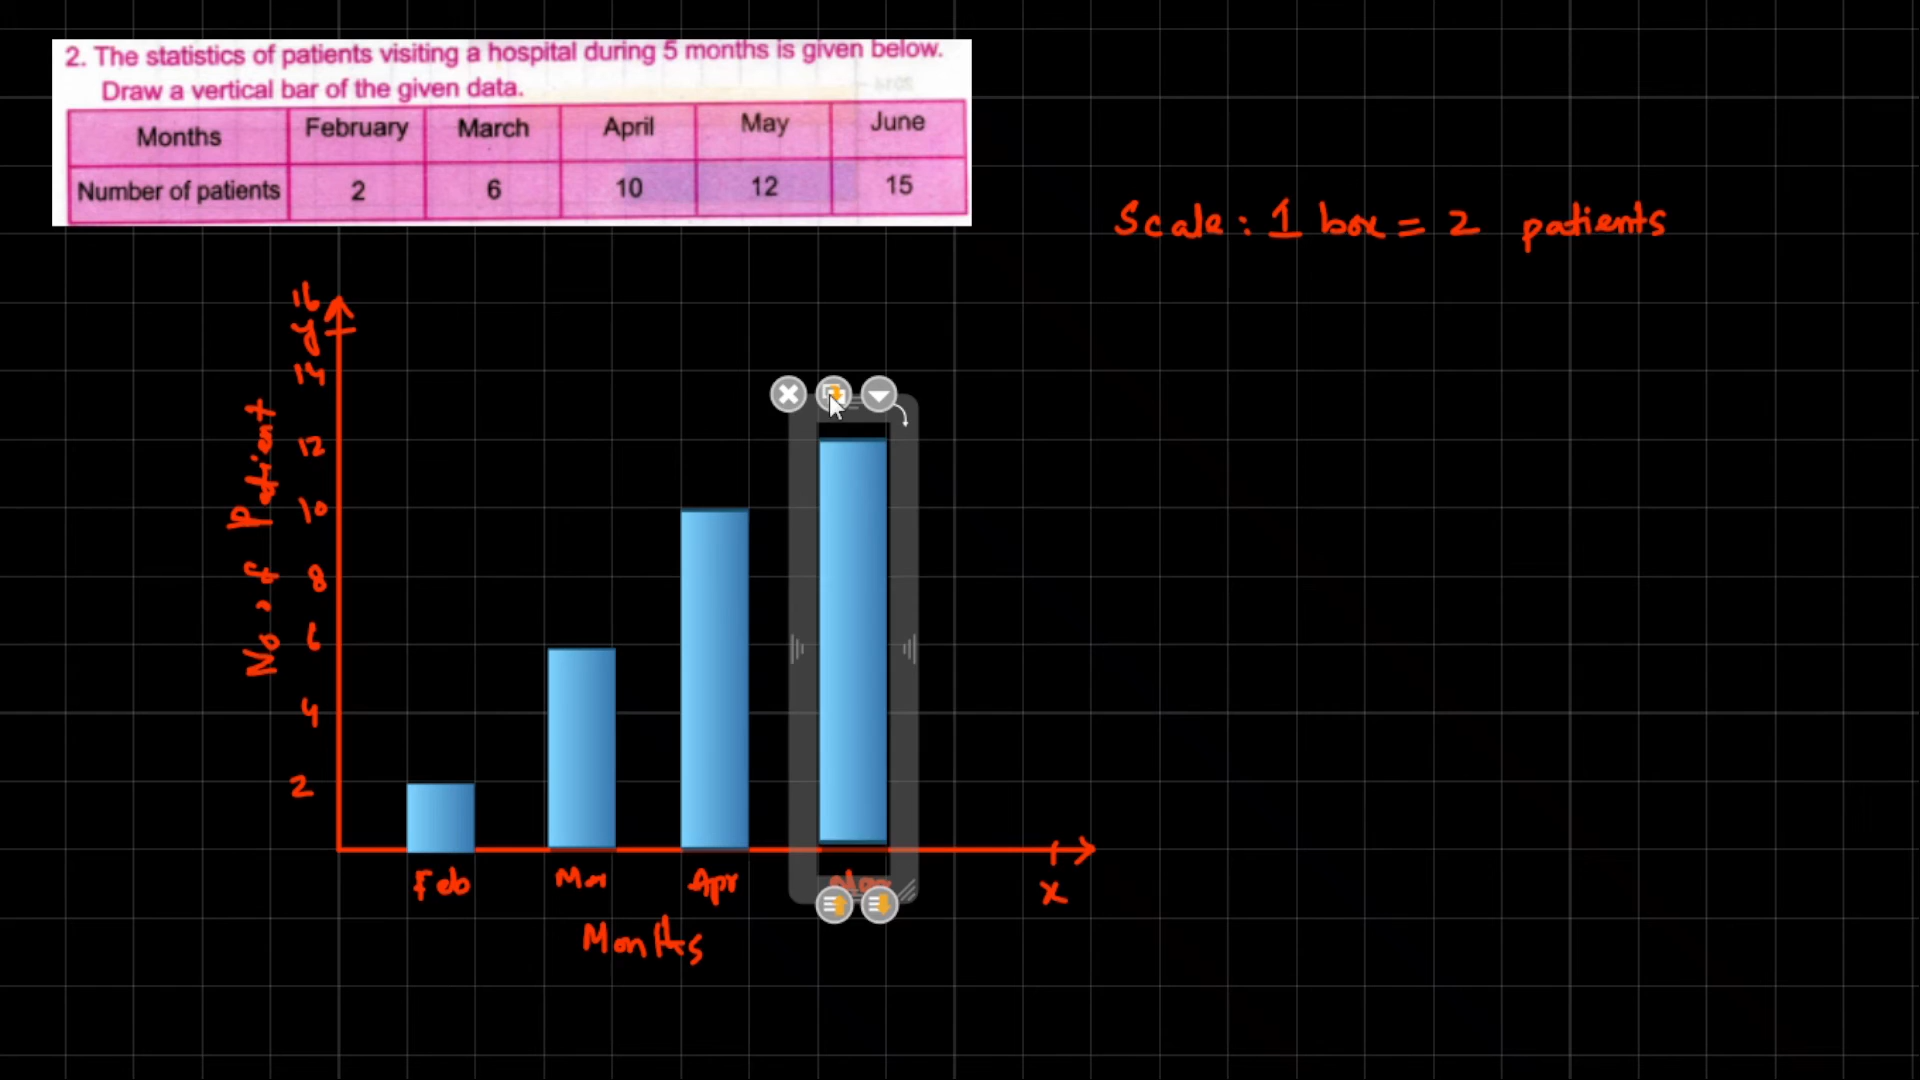 2. The statistics of patients visiting a hospital during 5 months is given below.
Draw a vertical bar of the given data.
Months February March April May June
Number of patients 2 6 10 12 15
Scale : 1 box = 2 patients
16
y
14
12
10
8
6
4
2
No. of Patient
Feb Mar Apr
x
Months